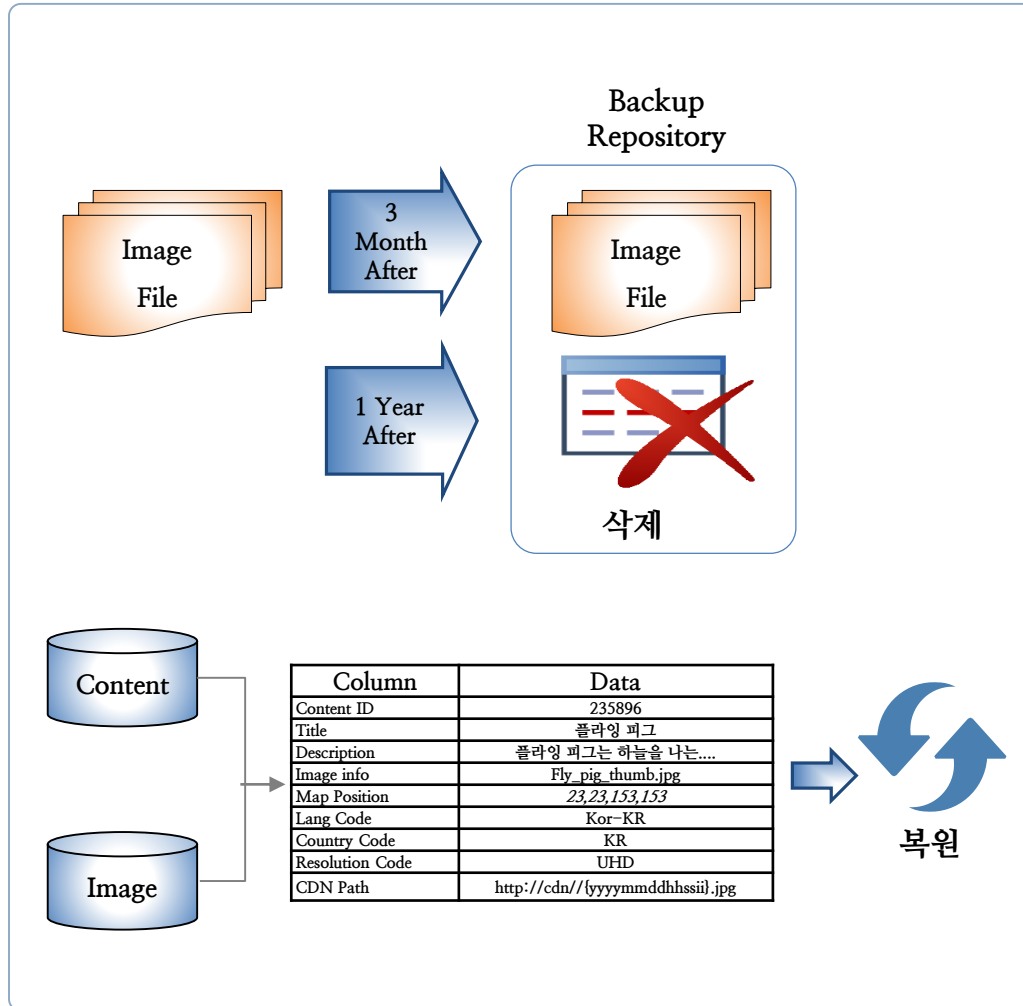 Backup
Repository
Image
File
3
Month
After
Image
File
1 Year
After
삭제
Content
Image
Column Data
Content ID 235896
Title 플라잉 피그
Description 플라잉 피그는 하늘을 나는....
Image info Fly_pig_thumb.jpg
Map Position 23,23,153,153
Lang Code Kor-KR
Country Code KR
Resolution Code UHD
CDN Path http://cdn//{yyyymmddhhssii}.jpg
복원